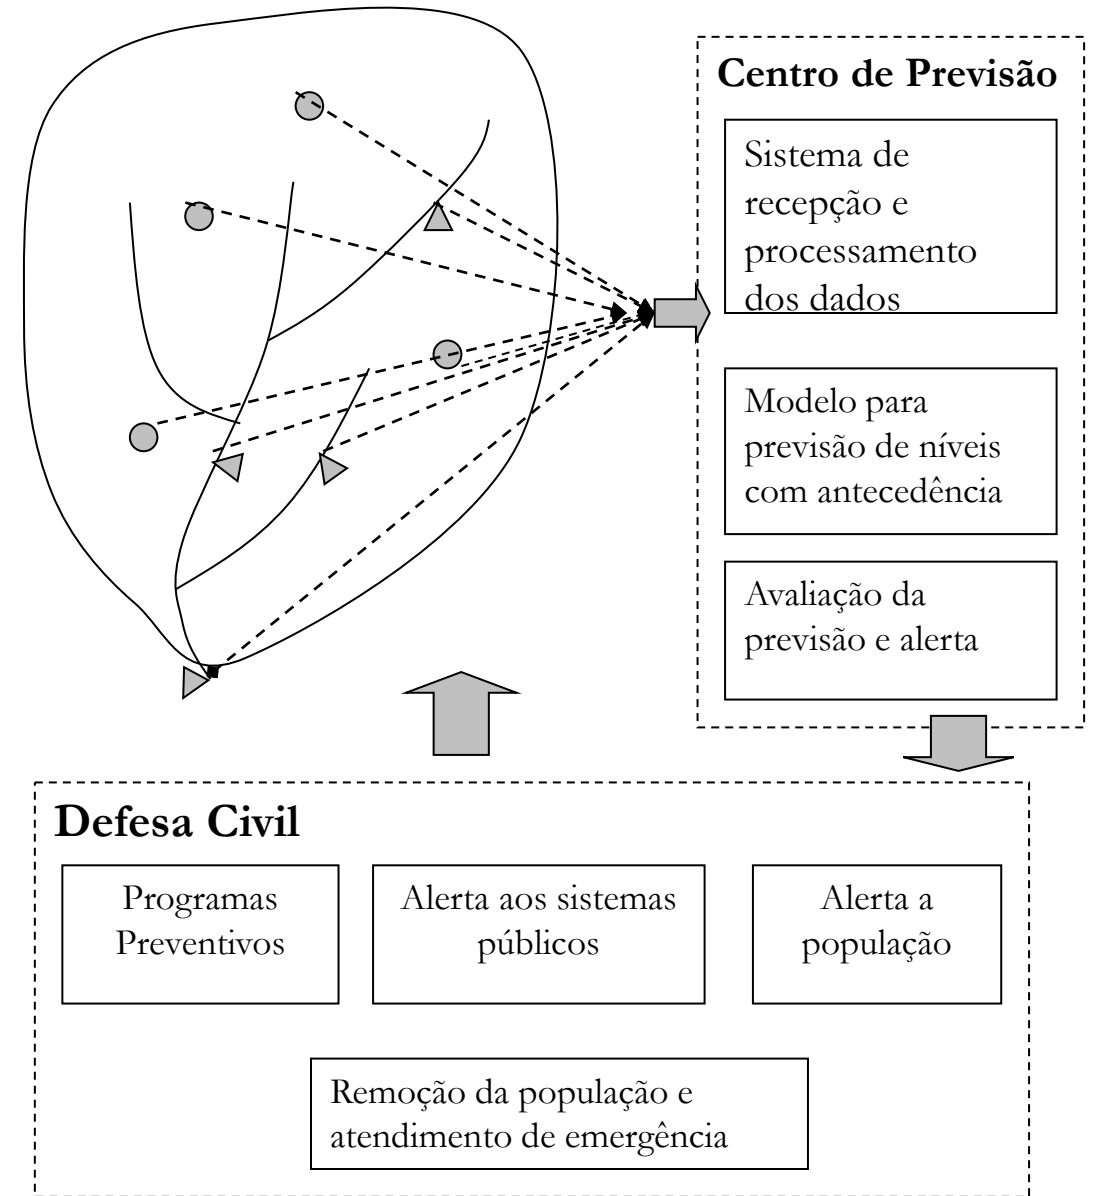 Centro de Previsão
Sistema de
recepção e
processamento
dos dados
Modelo para
previsão de níveis
com antecedência
Avaliação da
previsão e alerta
Defesa Civil
Programas
Preventivos
Alerta aos sistemas
públicos
Alerta a
população
Remoção da população e
atendimento de emergência